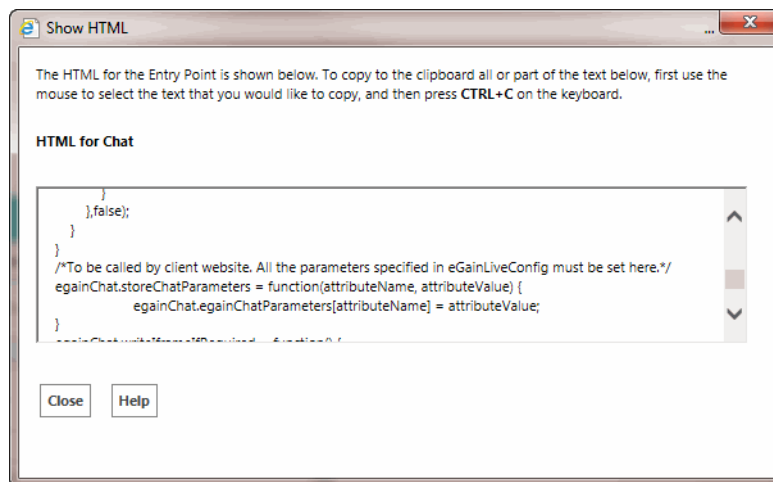 Show HTML
...
The HTML for the Entry Point is shown below. To copy to the clipboard all or part of the text below, first use the
mouse to select the text that you would like to copy, and then press CTRL+C on the keyboard.
HTML for Chat
}
},false);
}
}
/*To be called by client website. All the parameters specified in eGainLiveConfig must be set here.*/
egainChat.storeChatParameters = function(attributeName, attributeValue) {
egainChat.egainChatParameters[attributeName] = attributeValue;
}
egainChat.writeIframeIfRequired = function() {
Close
Help